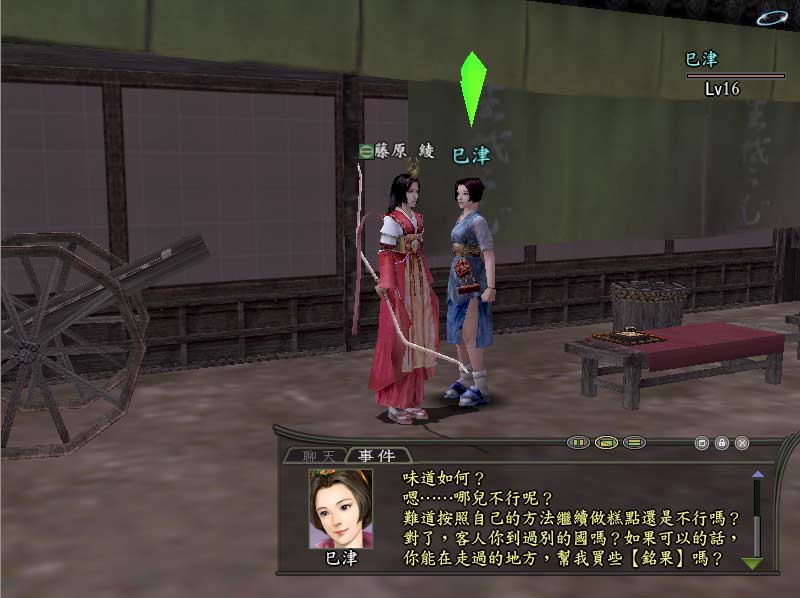 巳津
Lv16
藤原 綾
巳津
聊天
事件
味道如何？
嗯……哪兒不行呢？
難道按照自己的方法繼續做糕點還是不行嗎？
對了，客人你到過別的國嗎？如果可以的話，
你能在走過的地方，幫我買些【銘果】嗎？
巳津